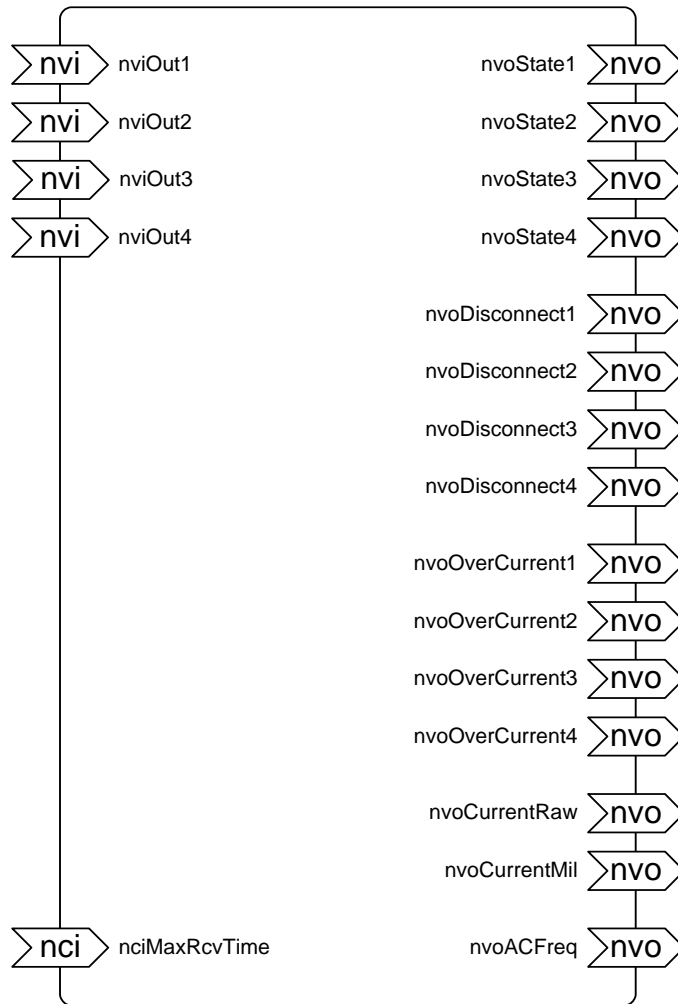 nvi nviOut1 nvoState1 nvo
nvi nviOut2 nvoState2 nvo
nvi nviOut3 nvoState3 nvo
nvi nviOut4 nvoState4 nvo
nvoDisconnect1 nvo
nvoDisconnect2 nvo
nvoDisconnect3 nvo
nvoDisconnect4 nvo
nvoOverCurrent1 nvo
nvoOverCurrent2 nvo
nvoOverCurrent3 nvo
nvoOverCurrent4 nvo
nvoCurrentRaw nvo
nvoCurrentMil nvo
nci nciMaxRcvTime nvoACFreq nvo